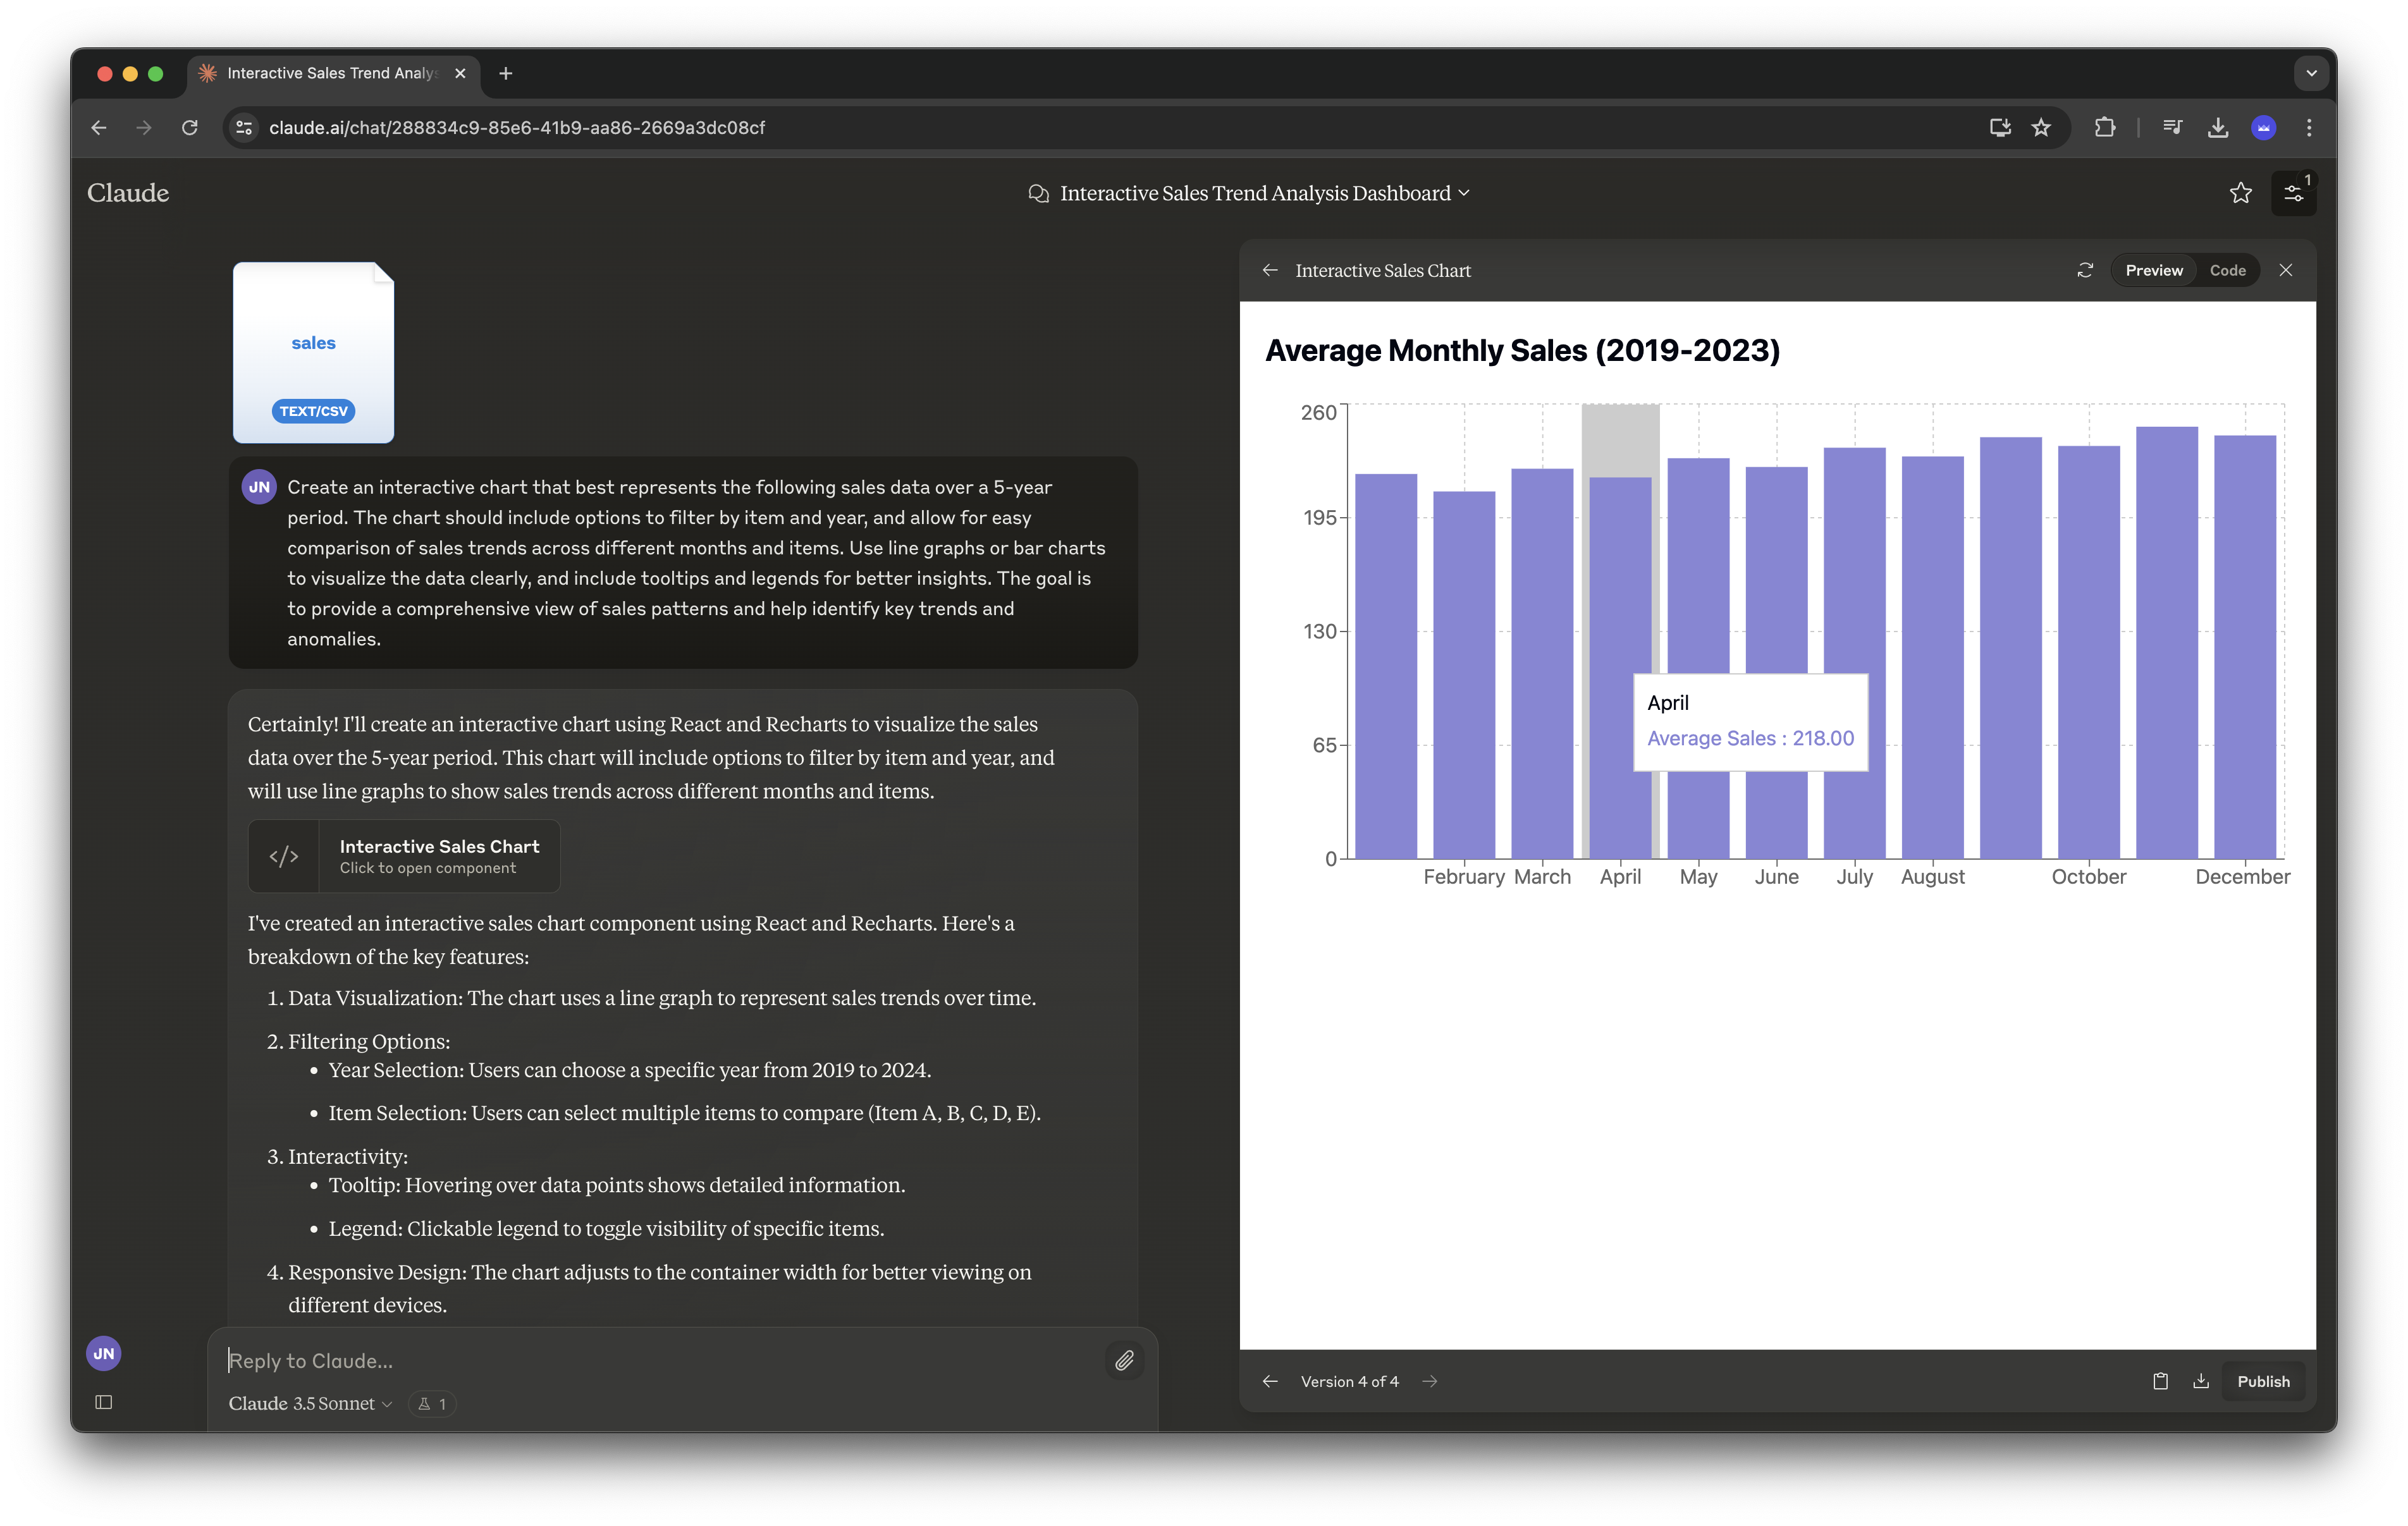 Interactive Sales Trend Analys
claude.ai/chat/288834c9-85e6-41b9-aa86-2669a3dc08cf
Claude
Interactive Sales Trend Analysis Dashboard
1
sales
TEXT/CSV
JN
Create an interactive chart that best represents the following sales data over a 5-year
period. The chart should include options to filter by item and year, and allow for easy
comparison of sales trends across different months and items. Use line graphs or bar charts
to visualize the data clearly, and include tooltips and legends for better insights. The goal is
to provide a comprehensive view of sales patterns and help identify key trends and
anomalies.
Certainly! I'll create an interactive chart using React and Recharts to visualize the sales
data over the 5-year period. This chart will include options to filter by item and year, and
will use line graphs to show sales trends across different months and items.
</>
Interactive Sales Chart
Click to open component
I've created an interactive sales chart component using React and Recharts. Here's a
breakdown of the key features:
1. Data Visualization: The chart uses a line graph to represent sales trends over time.
2. Filtering Options:
• Year Selection: Users can choose a specific year from 2019 to 2024.
• Item Selection: Users can select multiple items to compare (Item A, B, C, D, E).
3. Interactivity:
• Tooltip: Hovering over data points shows detailed information.
• Legend: Clickable legend to toggle visibility of specific items.
4. Responsive Design: The chart adjusts to the container width for better viewing on
different devices.
JN
Reply to Claude...
Claude 3.5 Sonnet
1
Interactive Sales Chart
Preview
Code
Average Monthly Sales (2019-2023)
260
195
130
65
0
April
Average Sales : 218.00
February March April May June July August October December
Version 4 of 4
Publish